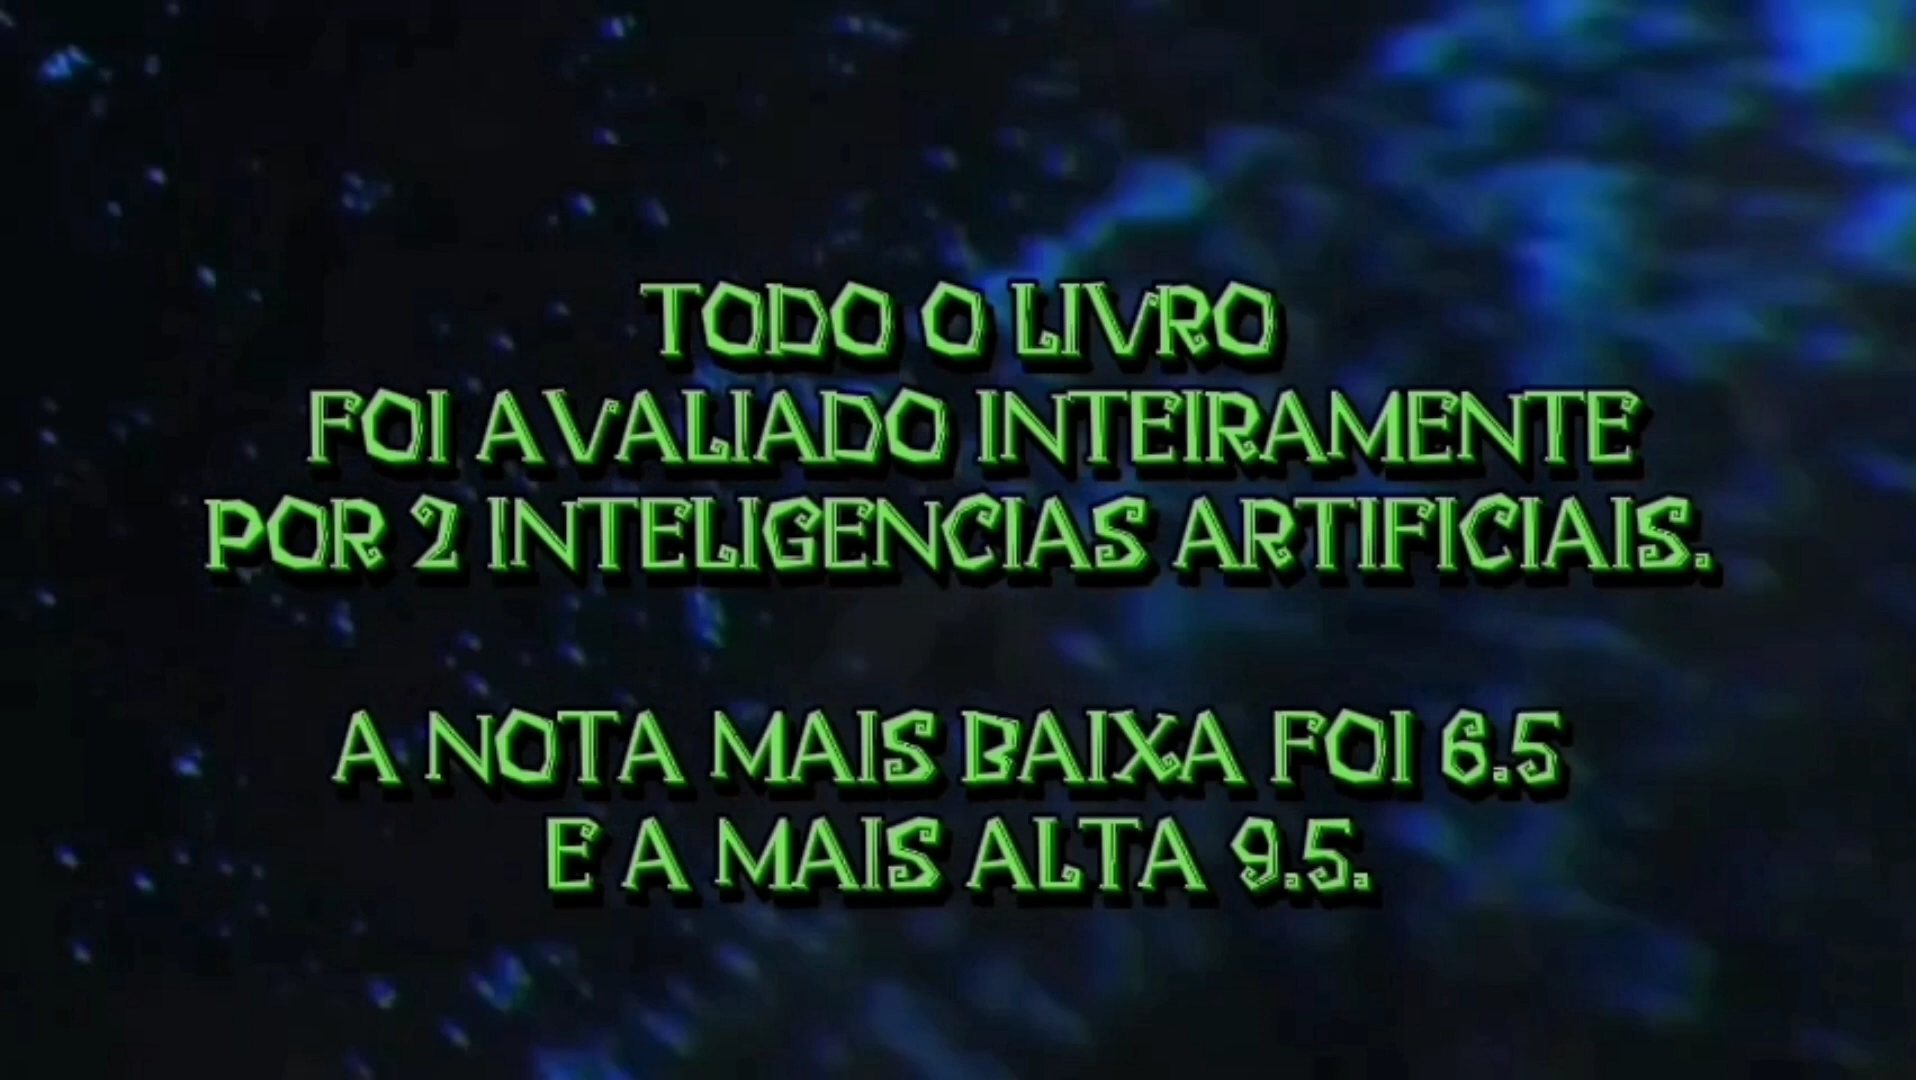 TODO O LIVRO
FOI AVALIADO INTEIRAMENTE
POR 2 INTELIGENCIAS ARTIFICIAIS.
A NOTA MAIS BAIXA FOI 6.5
E A MAIS ALTA 9.5.